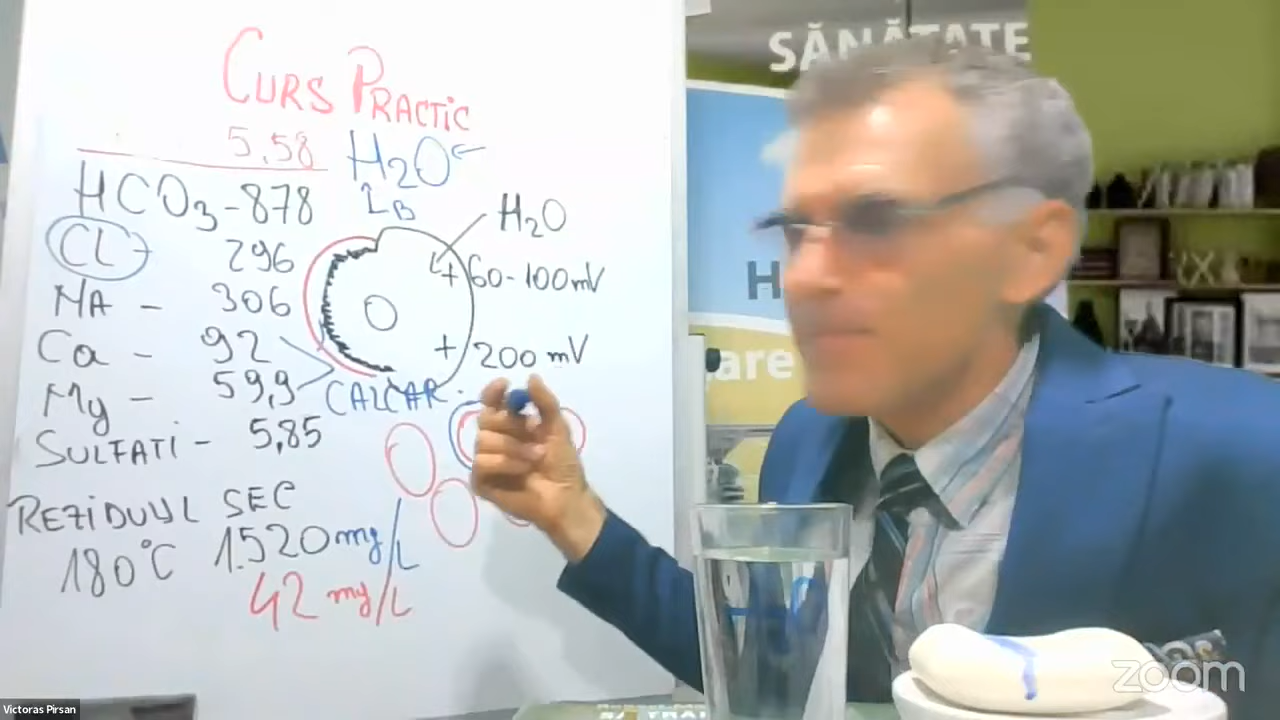 CURS PRACTIC
5,58 H2O
HCO3 - 878
LB
H2O
CL - 296
+ 60-100mV
NA - 306
Ca - 92
+ 200 mV
Mg - 59,9
CALCAR
SULFATI - 5,85
REZIDUUL SEC
180°C 1.520 mg/L
42 mg/L
SĂNĂTATE
H
are
zoom
Victoras Pirsan